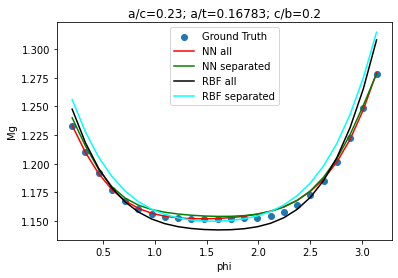 a/c=0.23; a/t=0.16783; c/b=0.2
Ground Truth
NN all
NN separated
RBF all
RBF separated
1.300
1.275
1.250
1.225
1.200
1.175
1.150
Mg
0.5 1.0 1.5 2.0 2.5 3.0
phi